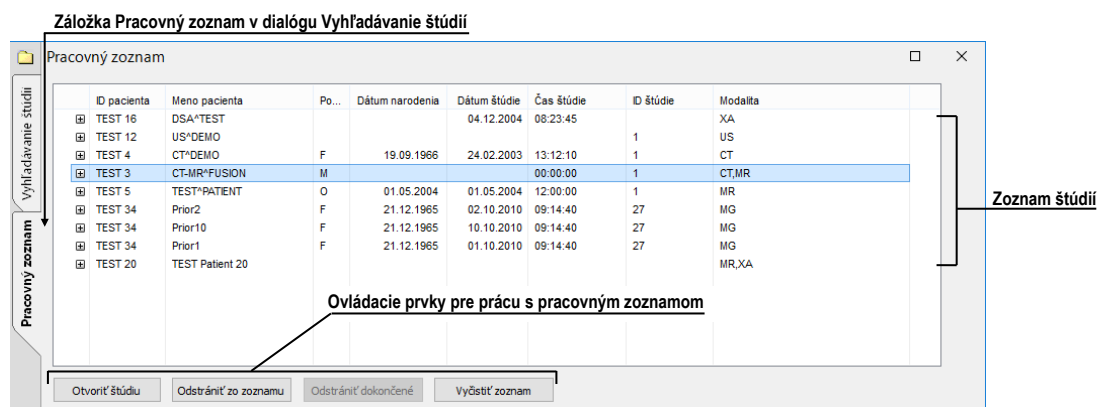 Záložka Pracovný zoznam v dialógu Vyhľadávanie štúdií
Pracovný zoznam
Vyhľadávanie štúdií
Pracovný zoznam
ID pacienta Meno pacienta Po... Dátum narodenia Dátum štúdie Čas štúdie ID štúdie Modalita
TEST 16 DSA^TEST 04.12.2004 08:23:45 XA
TEST 12 US^DEMO 1 US
TEST 4 CT^DEMO F 19.09.1966 24.02.2003 13:12:10 1 CT
TEST 3 CT-MR^FUSION M 00:00:00 1 CT,MR
TEST 5 TEST^PATIENT O 01.05.2004 01.05.2004 12:00:00 1 MR
TEST 34 Prior2 F 21.12.1965 02.10.2010 09:14:40 27 MG
TEST 34 Prior10 F 21.12.1965 10.10.2010 09:14:40 27 MG
TEST 34 Prior1 F 21.12.1965 01.10.2010 09:14:40 27 MG
TEST 20 TEST Patient 20 MR,XA
Zoznam štúdií
Ovládacie prvky pre prácu s pracovným zoznamom
Otvoriť štúdiu Odstrániť zo zoznamu Odstrániť dokončené Vyčistiť zoznam